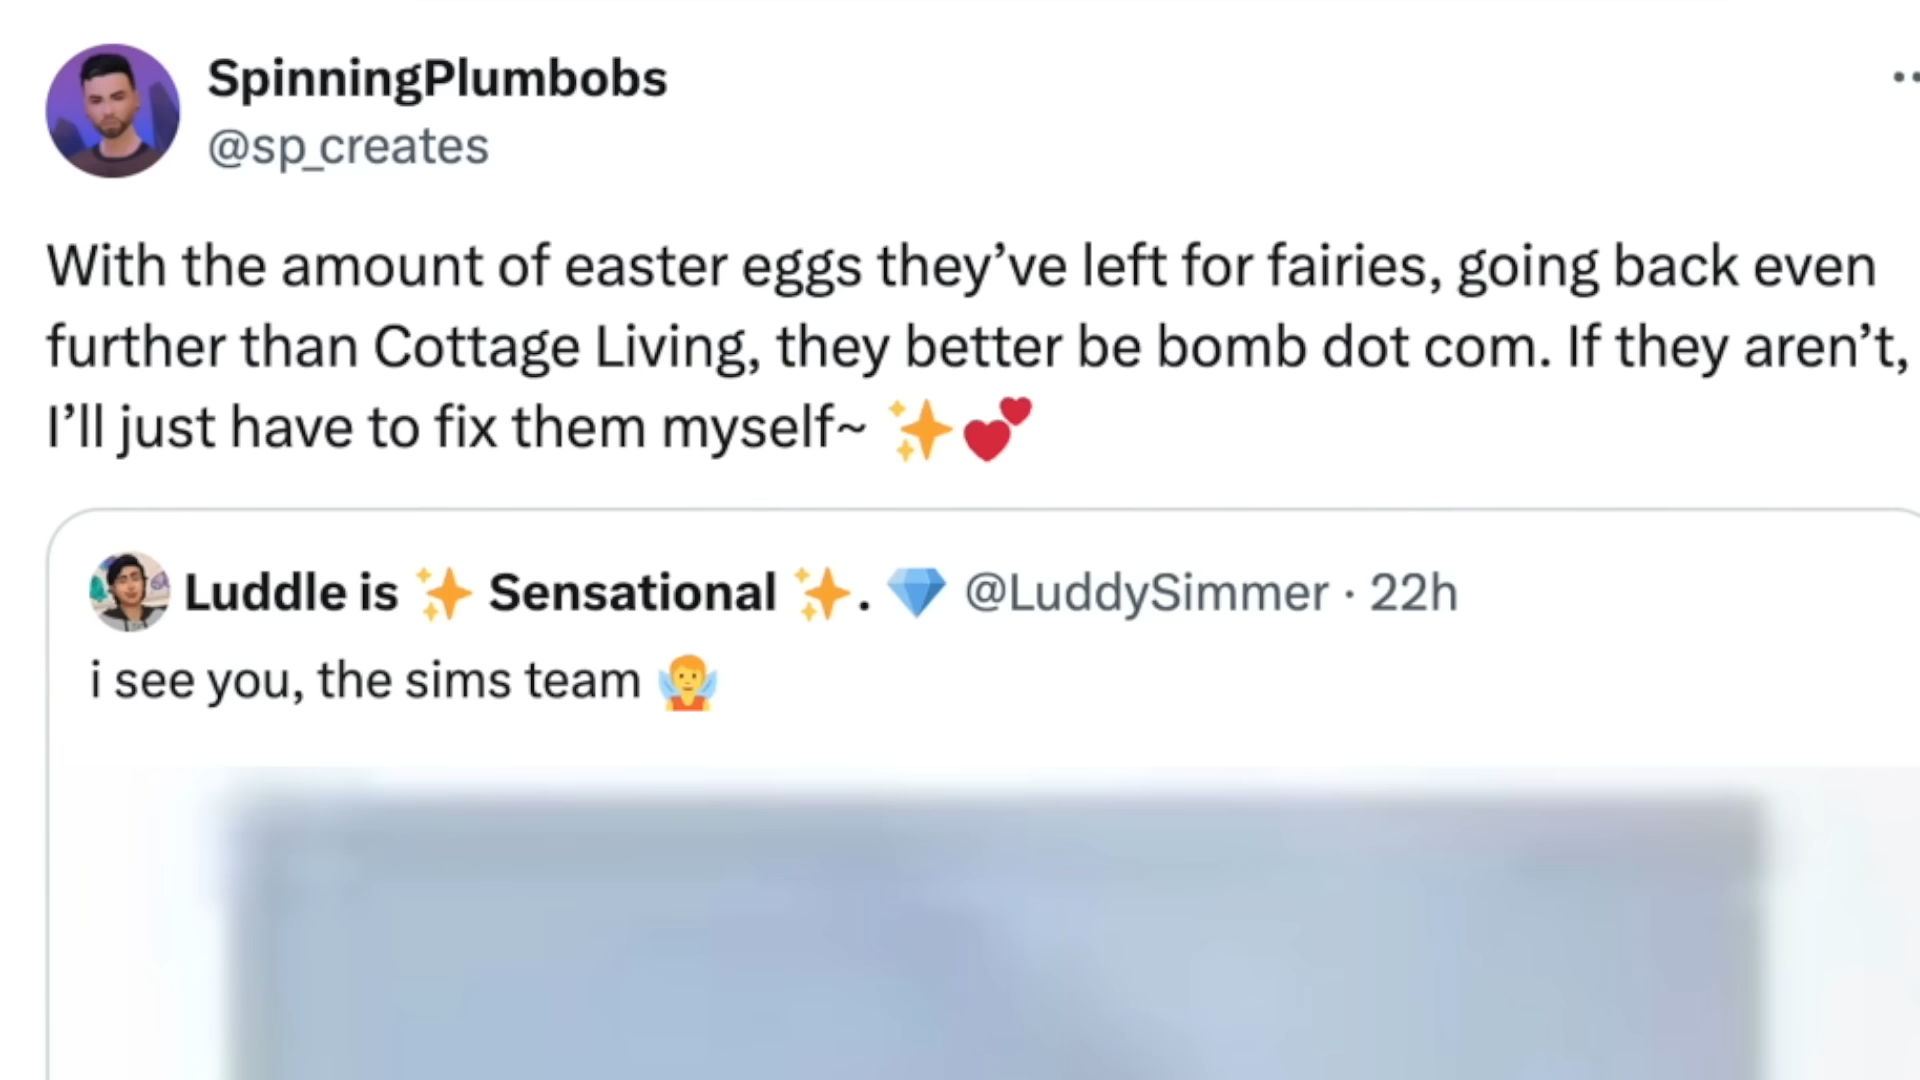 SpinningPlumbobs
@sp_creates
With the amount of easter eggs they’ve left for fairies, going back even
further than Cottage Living, they better be bomb dot com. If they aren’t,
I’ll just have to fix them myself~ ✨💕
Luddle is ✨ Sensational ✨. 💎 @LuddySimmer · 22h
i see you, the sims team 🧚